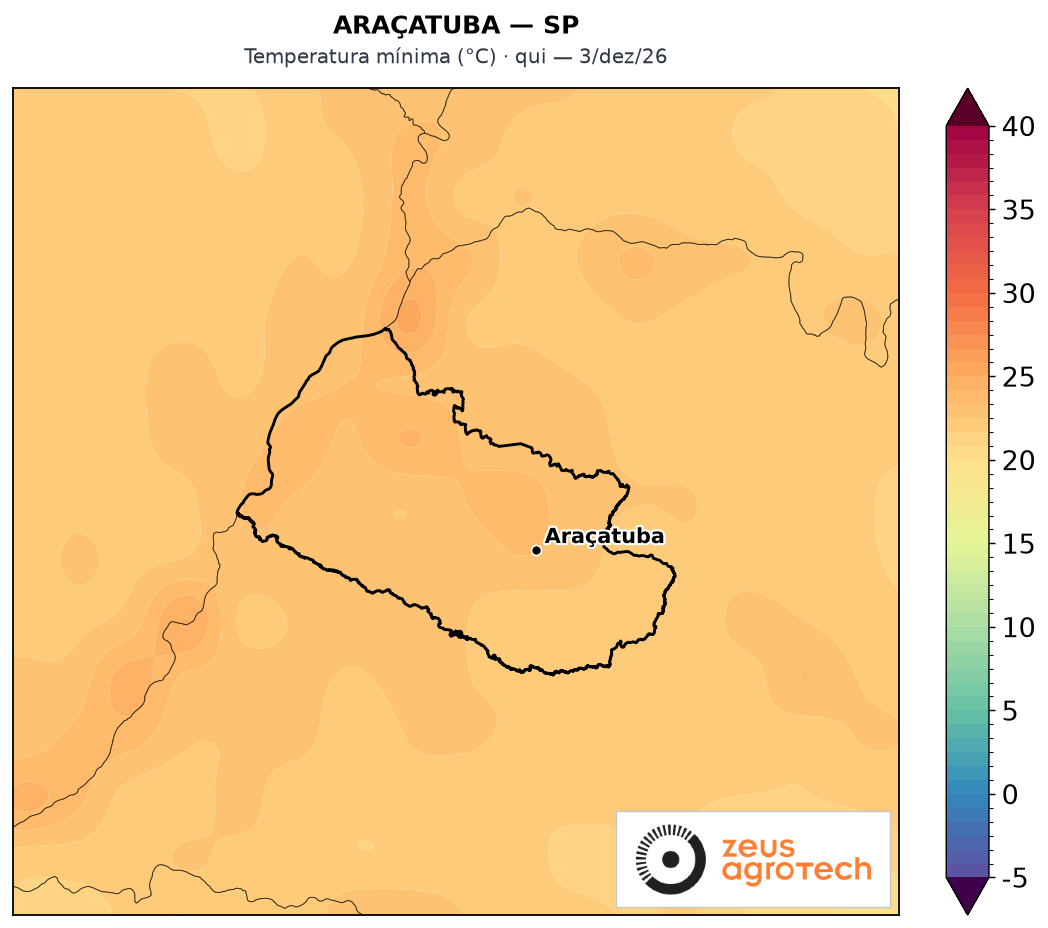 ARAÇATUBA — SP
Temperatura mínima (°C) · qui — 3/dez/26
40
35
30
25
20
15
10
5
0
-5
Araçatuba
zeus
agrotech